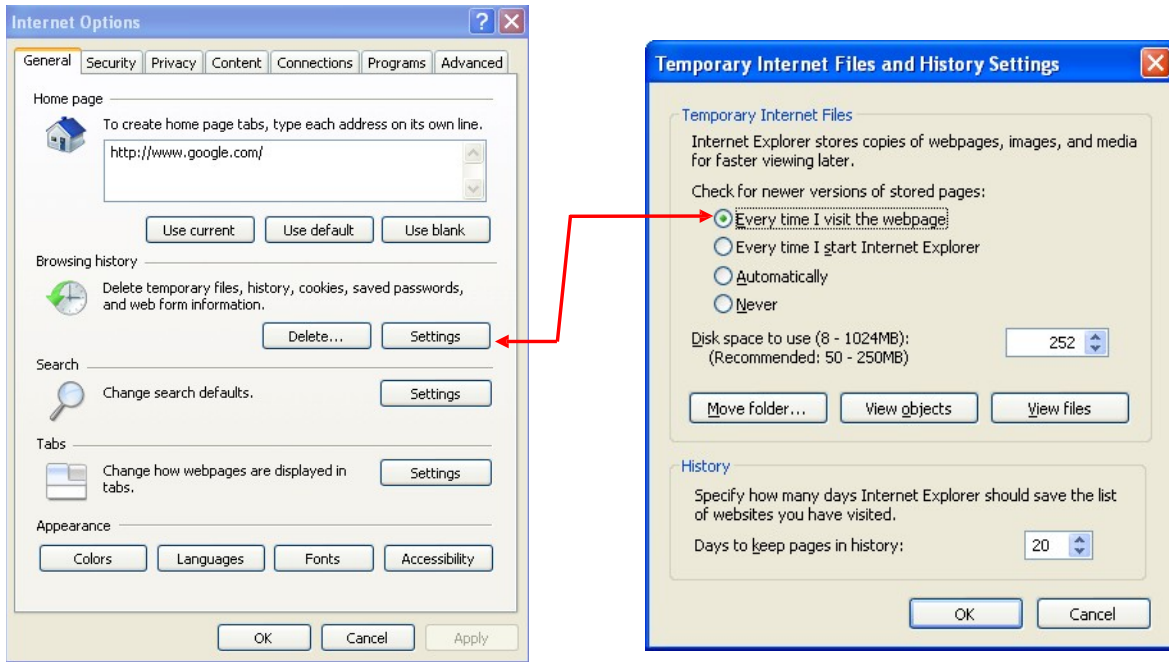 Internet Options
General Security Privacy Content Connections Programs Advanced
Home page
To create home page tabs, type each address on its own line.
http://www.google.com/
Use current Use default Use blank
Browsing history
Delete temporary files, history, cookies, saved passwords,
and web form information.
Delete... Settings
Search
Change search defaults.
Settings
Tabs
Change how webpages are displayed in
tabs.
Settings
Appearance
Colors Languages Fonts Accessibility
OK Cancel Apply
Temporary Internet Files and History Settings
Temporary Internet Files
Internet Explorer stores copies of webpages, images, and media
for faster viewing later.
Check for newer versions of stored pages:
Every time I visit the webpage
Every time I start Internet Explorer
Automatically
Never
Disk space to use (8 - 1024MB):
(Recommended: 50 - 250MB)
252
Move folder... View objects View files
History
Specify how many days Internet Explorer should save the list
of websites you have visited.
Days to keep pages in history: 20
OK Cancel